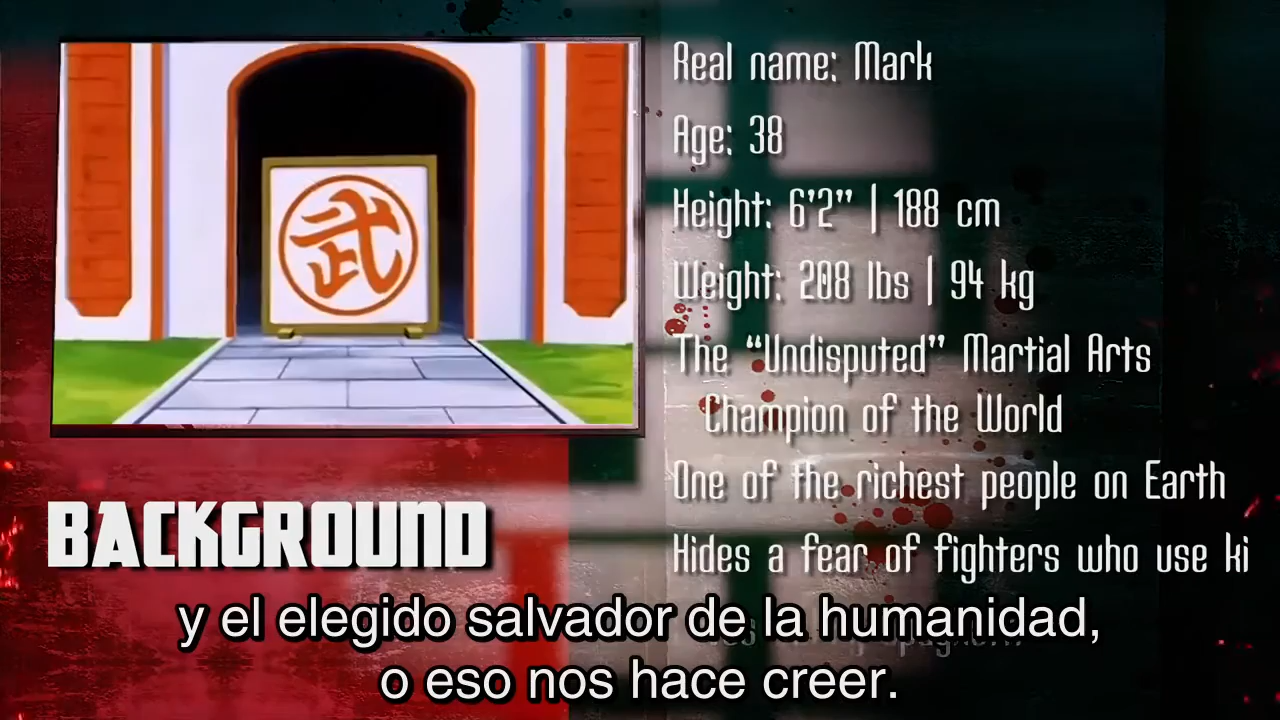 Real name: Mark
Age: 38
Height: 6'2" | 188 cm
Weight: 208 lbs | 94 kg
The “Undisputed” Martial Arts
Champion of the World
One of the richest people on Earth
Hides a fear of fighters who use ki
武
BACKGROUND
y el elegido salvador de la humanidad,
o eso nos hace creer.